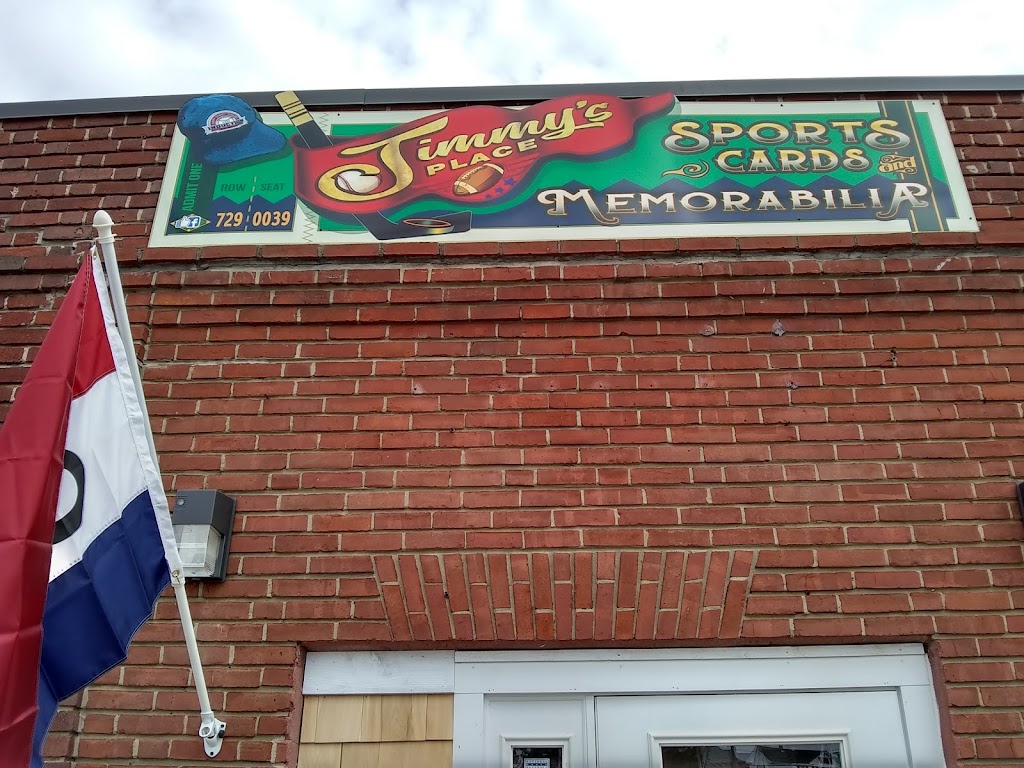 ADMIT ONE
ROW SEAT
729 0039
Jimmy's
PLACE
SPORTS
CARDS and
MEMORABILIA